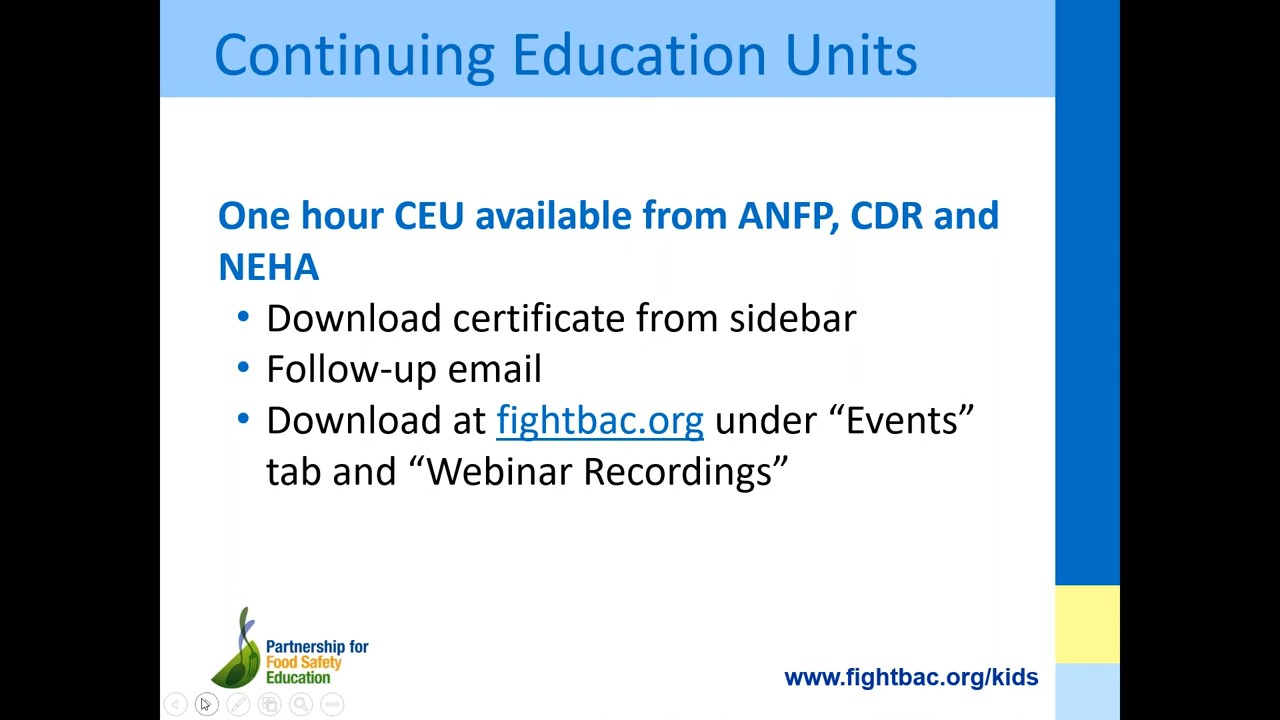 Continuing Education Units
One hour CEU available from ANFP, CDR and
NEHA
• Download certificate from sidebar
• Follow-up email
• Download at fightbac.org under “Events”
tab and “Webinar Recordings”
Partnership for
Food Safety
Education
www.fightbac.org/kids